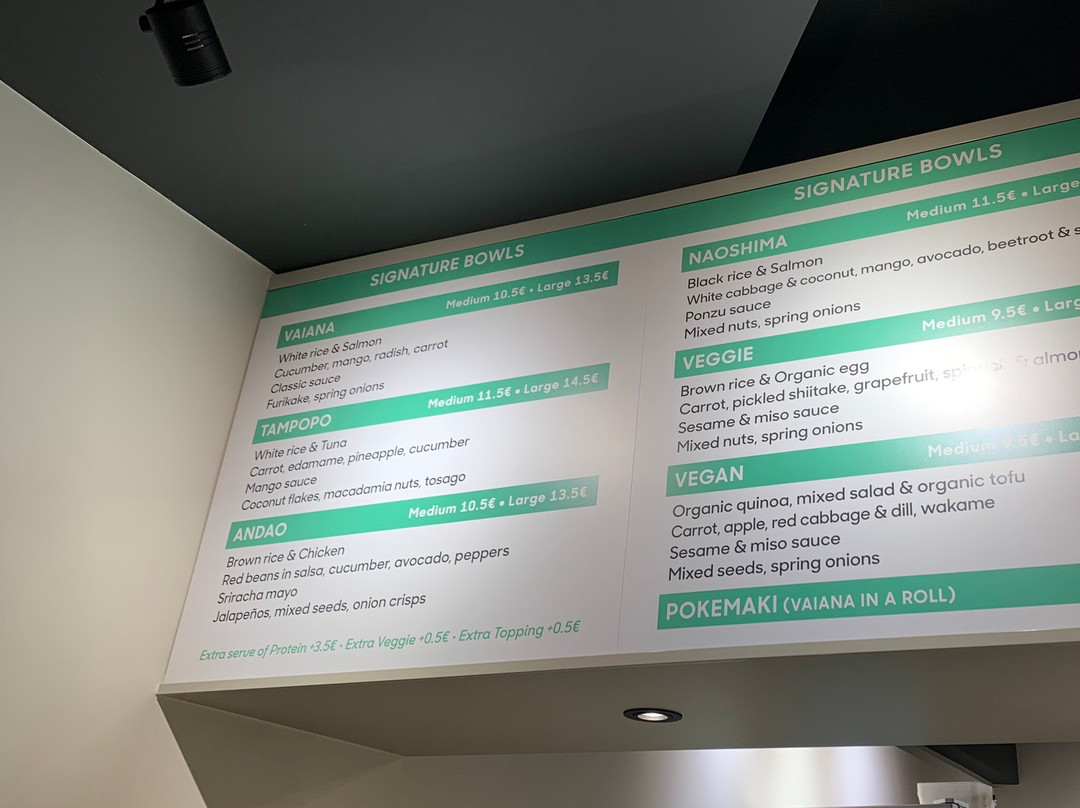 SIGNATURE BOWLS
VAIANA
Medium 10.5€ • Large 13.5€
White rice & Salmon
Cucumber, mango, radish, carrot
Classic sauce
Furikake, spring onions
TAMPOPO
Medium 11.5€ • Large 14.5€
White rice & Tuna
Carrot, edamame, pineapple, cucumber
Mango sauce
Coconut flakes, macadamia nuts, tosago
ANDAO
Medium 10.5€ • Large 13.5€
Brown rice & Chicken
Red beans in salsa, cucumber, avocado, peppers
Sriracha mayo
Jalapeños, mixed seeds, onion crisps
Extra serve of Protein +3.5€ · Extra Veggie +0.5€ · Extra Topping +0.5€
SIGNATURE BOWLS
NAOSHIMA
Medium 11.5€ • Large
Black rice & Salmon
White cabbage & coconut, mango, avocado, beetroot &
Ponzu sauce
Mixed nuts, spring onions
VEGGIE
Medium 9.5€ •
Brown rice & Organic egg
Carrot, pickled shiitake, grapefruit,
Sesame & miso sauce
Mixed nuts, spring onions
VEGAN
Medium 9.5€ •
Organic quinoa, mixed salad & organic tofu
Carrot, apple, red cabbage & dill, wakame
Sesame & miso sauce
Mixed seeds, spring onions
POKEMAKI (VAIANA IN A ROLL)